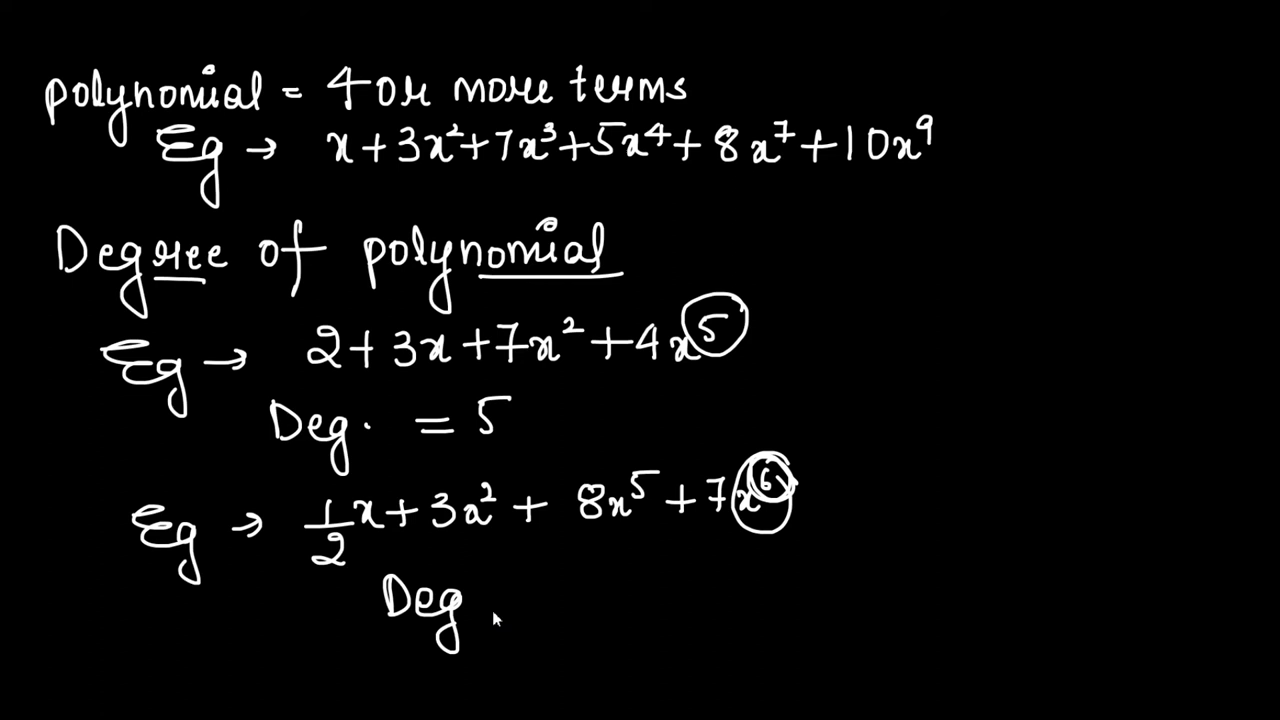 polynomial = 4 or more terms
Eg → x + 3x² + 7x³ + 5x⁴ + 8x⁷ + 10x⁹
Degree of polynomial
Eg → 2 + 3x + 7x² + 4x⁵
Deg. = 5
Eg → 1/2 x + 3x² + 8x⁵ + 7x⁶
Deg